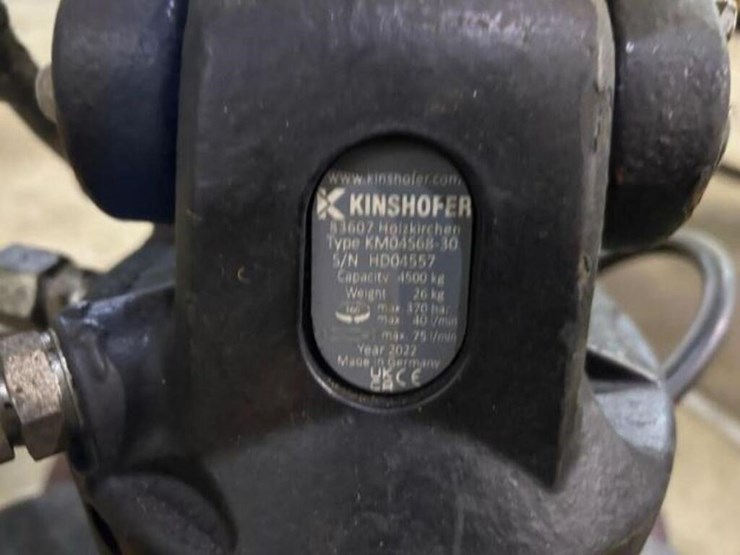 www.kinshofer.com
KINSHOFER
83607 Holzkirchen
Type KM04568-30
S/N HD04557
Capacity 4500 kg
Weight 26 kg
max 370 bar
max 40 l/min
max. 75 l/min
Year 2022
Made in Germany
UK
CA CE